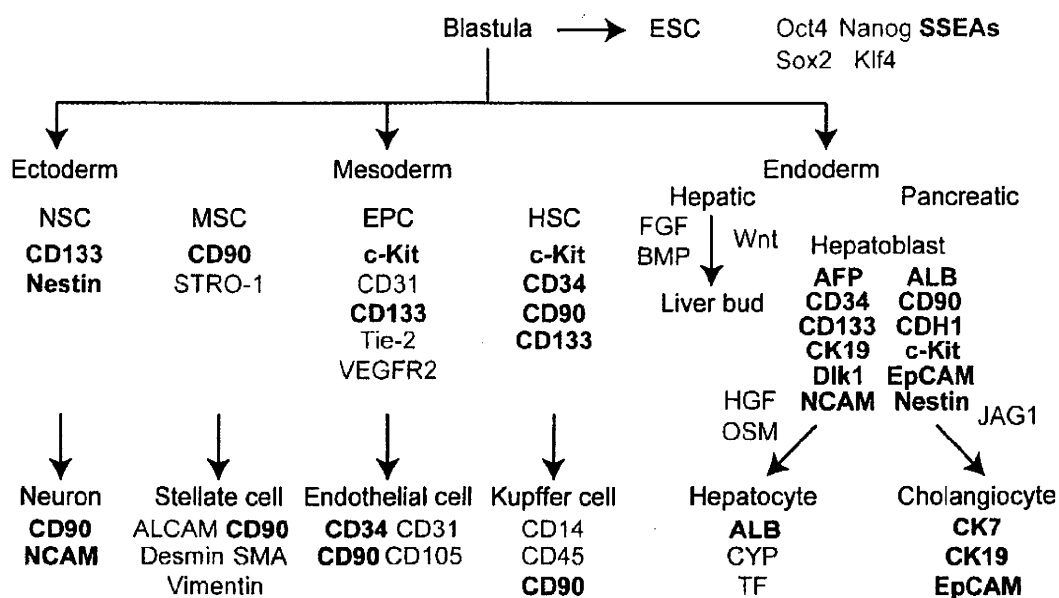 Blastula
ESC
Oct4 Nanog SSEAs
Sox2 Klf4
Ectoderm
Mesoderm
Endoderm
NSC
CD133
Nestin
MSC
CD90
STRO-1
EPC
c-Kit
CD31
CD133
Tie-2
VEGFR2
HSC
c-Kit
CD34
CD90
CD133
Hepatic
Pancreatic
FGF
BMP
Wnt
Liver bud
Hepatoblast
AFP ALB
CD34 CD90
CD133 CDH1
CK19 c-Kit
Dlk1 EpCAM
NCAM Nestin
HGF
OSM
JAG1
Neuron
CD90
NCAM
Stellate cell
ALCAM CD90
Desmin SMA
Vimentin
Endothelial cell
CD34 CD31
CD90 CD105
Kupffer cell
CD14
CD45
CD90
Hepatocyte
ALB
CYP
TF
Cholangiocyte
CK7
CK19
EpCAM